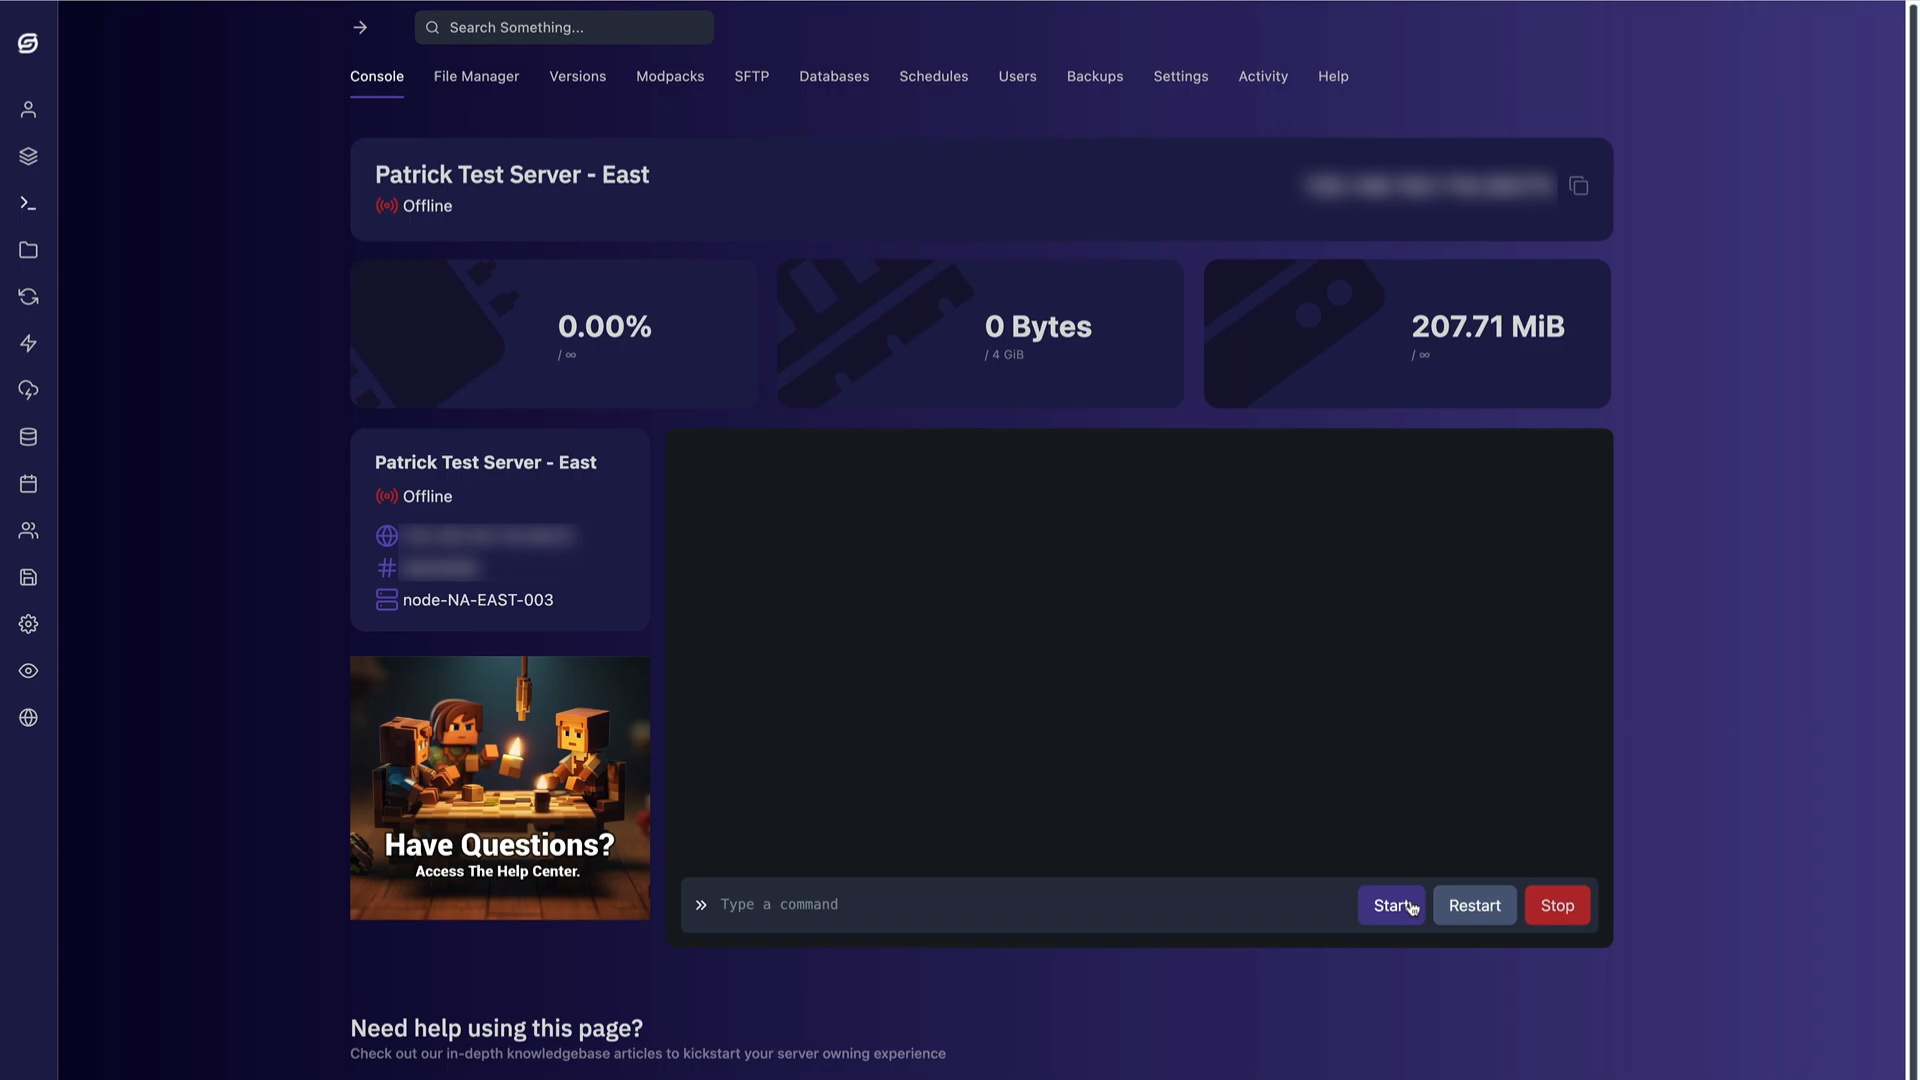 Search Something...
Console File Manager Versions Modpacks SFTP Databases Schedules Users Backups Settings Activity Help
Patrick Test Server - East
Offline
0.00%
/ ∞
0 Bytes
/ 4 GiB
207.71 MiB
/ ∞
Patrick Test Server - East
Offline
node-NA-EAST-003
Have Questions?
Access The Help Center.
» Type a command
Start Restart Stop
Need help using this page?
Check out our in-depth knowledgebase articles to kickstart your server owning experience